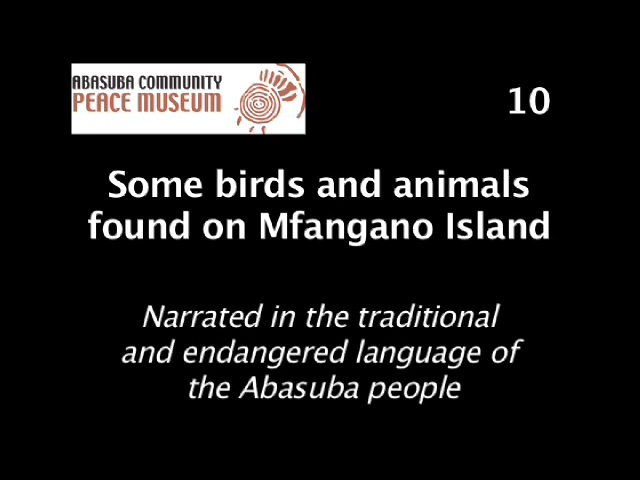 ABASUBA COMMUNITY
PEACE MUSEUM
10
Some birds and animals
found on Mfangano Island
Narrated in the traditional
and endangered language of
the Abasuba people